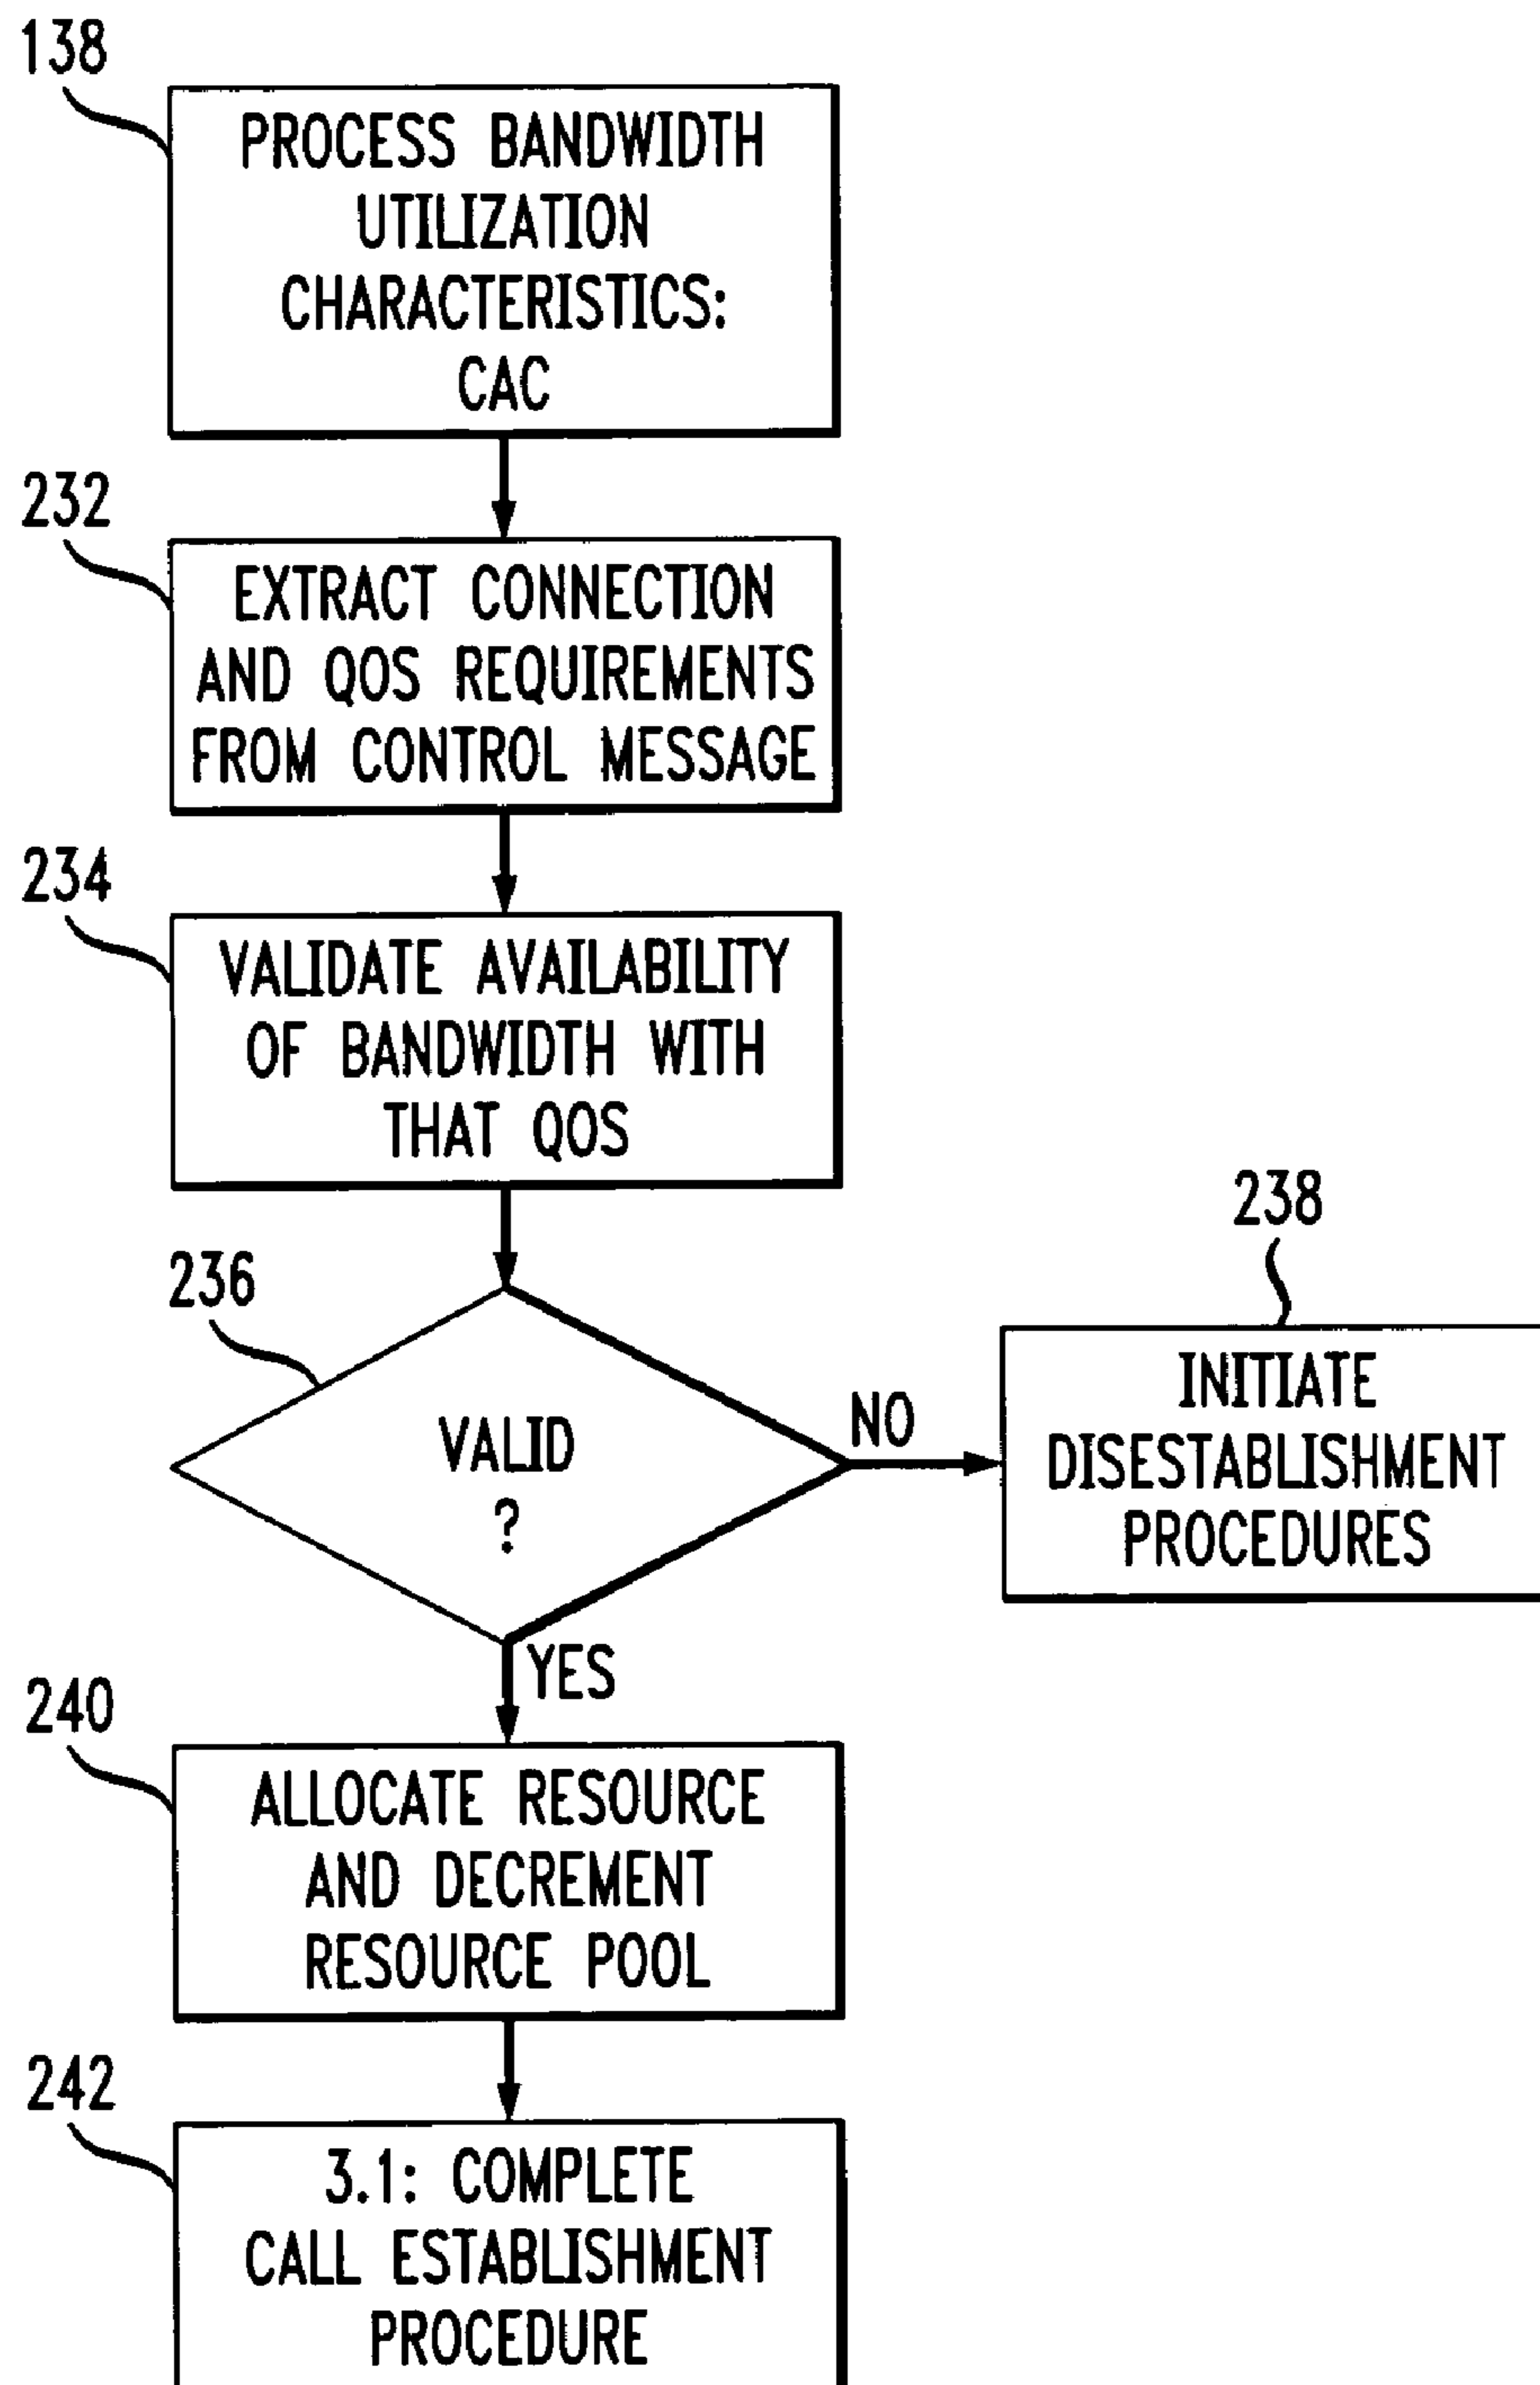 138
PROCESS BANDWIDTH
UTILIZATION
CHARACTERISTICS:
CAC
232
EXTRACT CONNECTION
AND QOS REQUIREMENTS
FROM CONTROL MESSAGE
234
VALIDATE AVAILABILITY
OF BANDWIDTH WITH
THAT QOS
236
VALID
?
NO
238
INITIATE
DISESTABLISHMENT
PROCEDURES
YES
240
ALLOCATE RESOURCE
AND DECREMENT
RESOURCE POOL
242
3.1: COMPLETE
CALL ESTABLISHMENT
PROCEDURE